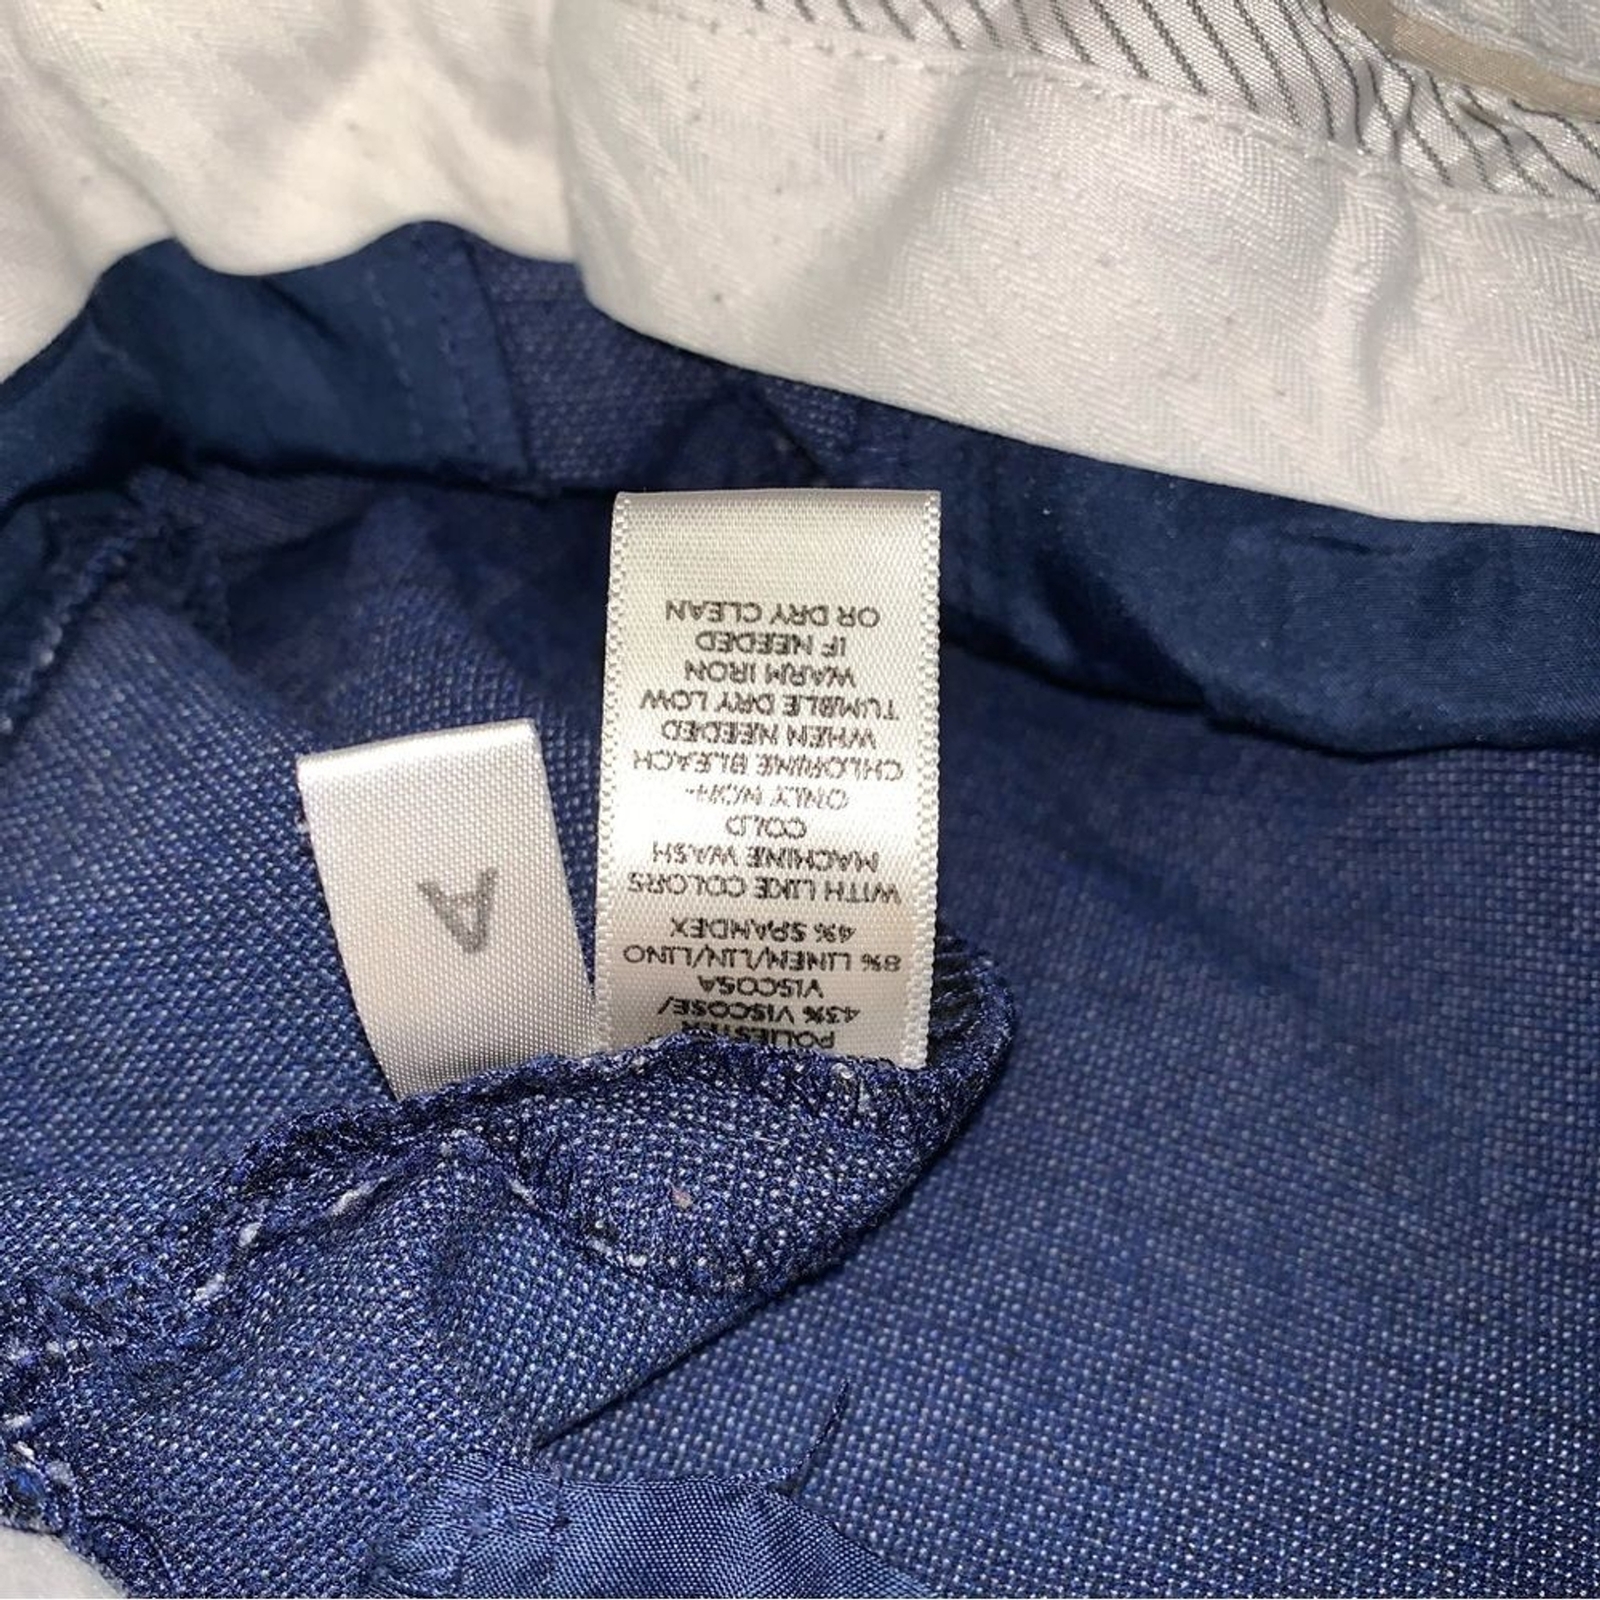 POLIESTER
43% VISCOSE/
VISCOSA
8% LINEN/LIN/LINO
4% SPANDEX
WITH LIKE COLORS
MACHINE WASH
COLD
ONLY NON-
CHLORINE BLEACH
WHEN NEEDED
TUMBLE DRY LOW
WARM IRON
IF NEEDED
OR DRY CLEAN
A